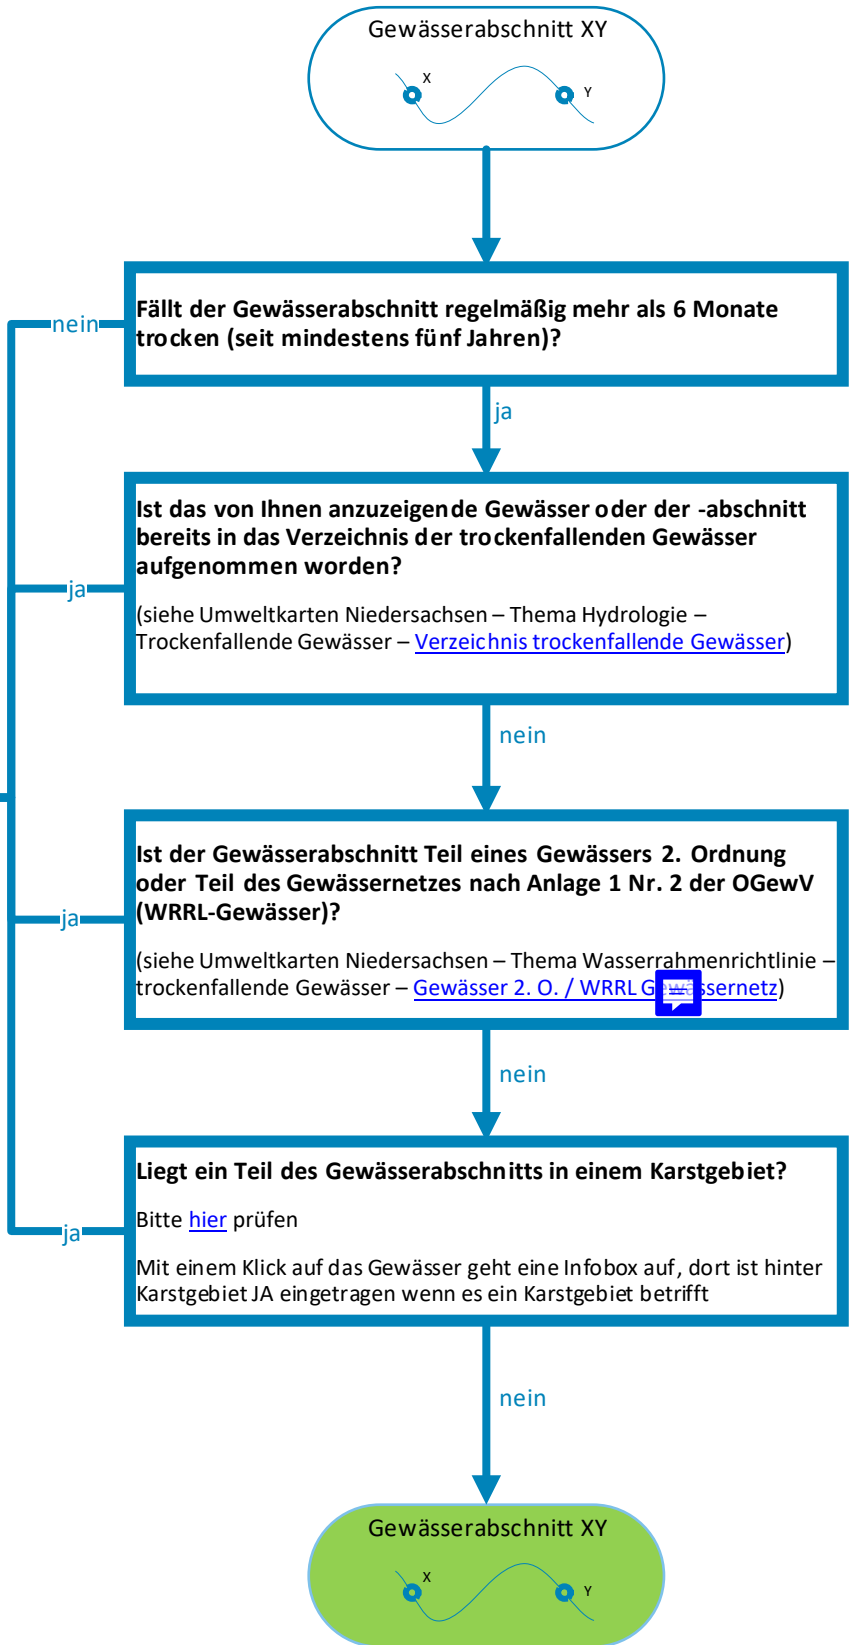 Gewässerabschnitt XY
X
Y
nein
Fällt der Gewässerabschnitt regelmäßig mehr als 6 Monate
trocken (seit mindestens fünf Jahren)?
ja
ja
Ist das von Ihnen anzuzeigende Gewässer oder der -abschnitt
bereits in das Verzeichnis der trockenfallenden Gewässer
aufgenommen worden?
(siehe Umweltkarten Niedersachsen – Thema Hydrologie –
Trockenfallende Gewässer – Verzeichnis trockenfallende Gewässer)
nein
ja
Ist der Gewässerabschnitt Teil eines Gewässers 2. Ordnung
oder Teil des Gewässernetzes nach Anlage 1 Nr. 2 der OGewV
(WRRL-Gewässer)?
(siehe Umweltkarten Niedersachsen – Thema Wasserrahmenrichtlinie –
trockenfallende Gewässer – Gewässer 2. O. / WRRL Gewässernetz)
nein
ja
Liegt ein Teil des Gewässerabschnitts in einem Karstgebiet?
Bitte hier prüfen
Mit einem Klick auf das Gewässer geht eine Infobox auf, dort ist hinter
Karstgebiet JA eingetragen wenn es ein Karstgebiet betrifft
nein
Gewässerabschnitt XY
X
Y